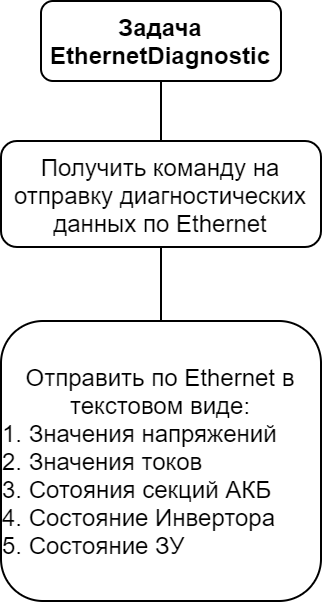 Задача
EthernetDiagnostic
Получить команду на
отправку диагностических
данных по Ethernet
Отправить по Ethernet в
текстовом виде:
1. Значения напряжений
2. Значения токов
3. Сотояния секций АКБ
4. Состояние Инвертора
5. Состояние ЗУ